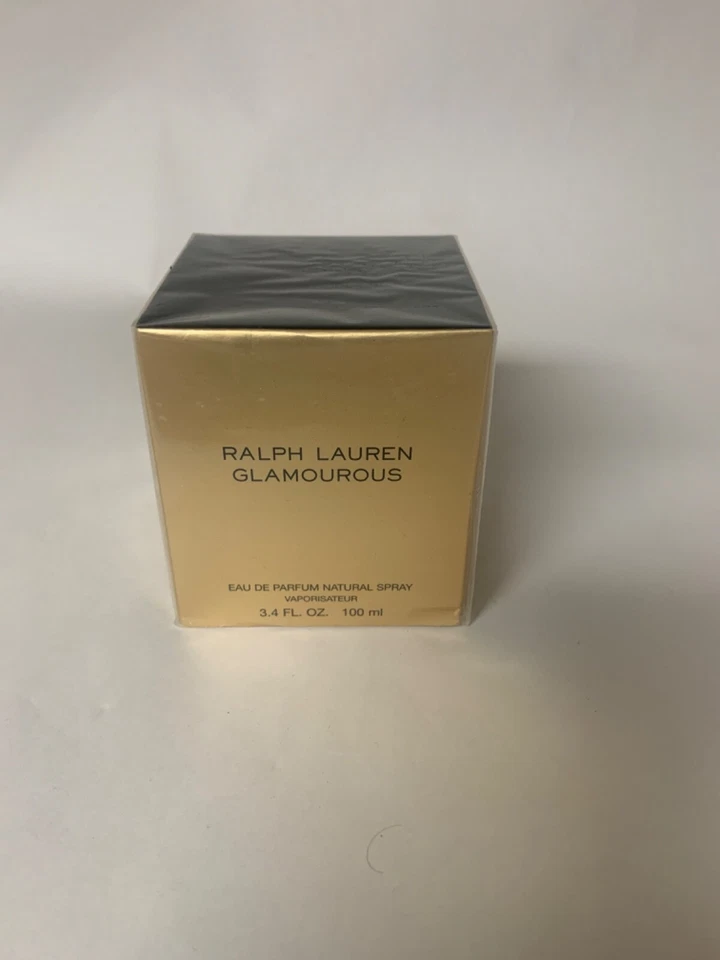 RALPH LAUREN
GLAMOUROUS
EAU DE PARFUM NATURAL SPRAY
VAPORISATEUR
3.4 FL. OZ. 100 ml